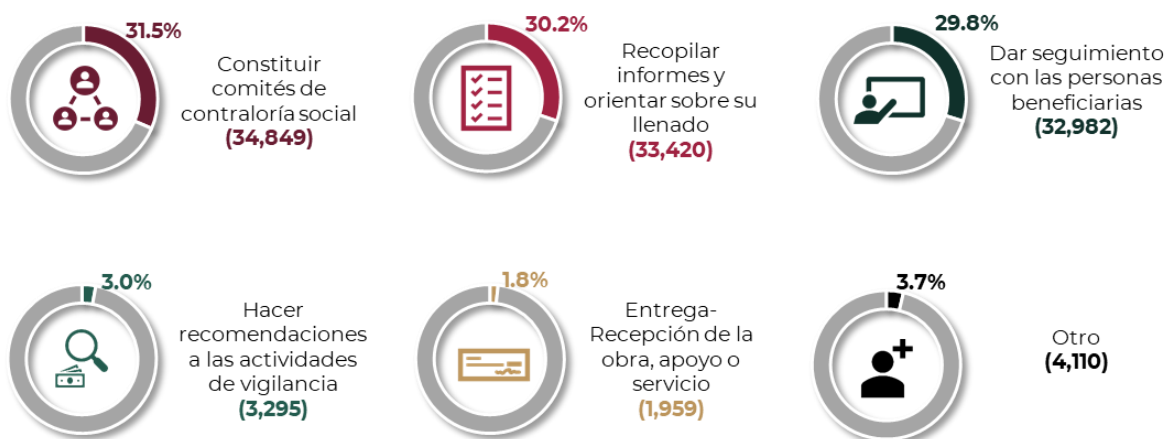 31.5%
Constituir
comités de
contraloría social
(34,849)
30.2%
Recopilar
informes y
orientar sobre su
llenado
(33,420)
29.8%
Dar seguimiento
con las personas
beneficiarias
(32,982)
3.0%
Hacer
recomendaciones
a las actividades
de vigilancia
(3,295)
1.8%
Entrega-
Recepción de la
obra, apoyo o
servicio
(1,959)
3.7%
Otro
(4,110)